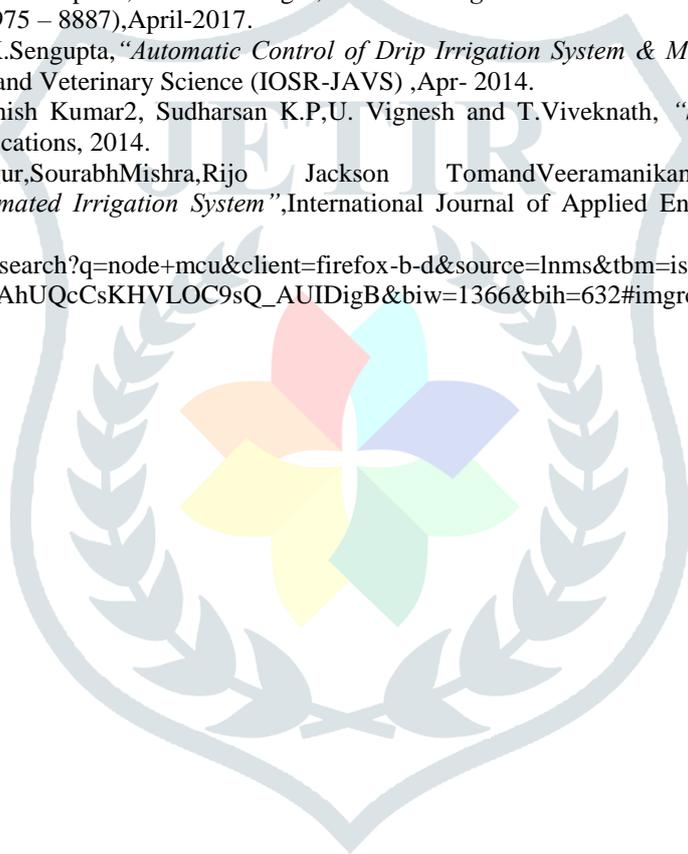 975 – 8887),April-2017.
.Sengupta,“Automatic Control of Drip Irrigation System & M
and Veterinary Science (IOSR-JAVS) ,Apr- 2014.
nish Kumar2, Sudharsan K.P,U. Vignesh and T.Viveknath, “
cations, 2014.
ur,SourabhMishra,Rijo Jackson TomandVeeramanikan
mated Irrigation System”,International Journal of Applied En
search?q=node+mcu&client=firefox-b-d&source=lnms&tbm=is
AhUQcCsKHVLOC9sQ_AUIDigB&biw=1366&bih=632#imgr
JETIR